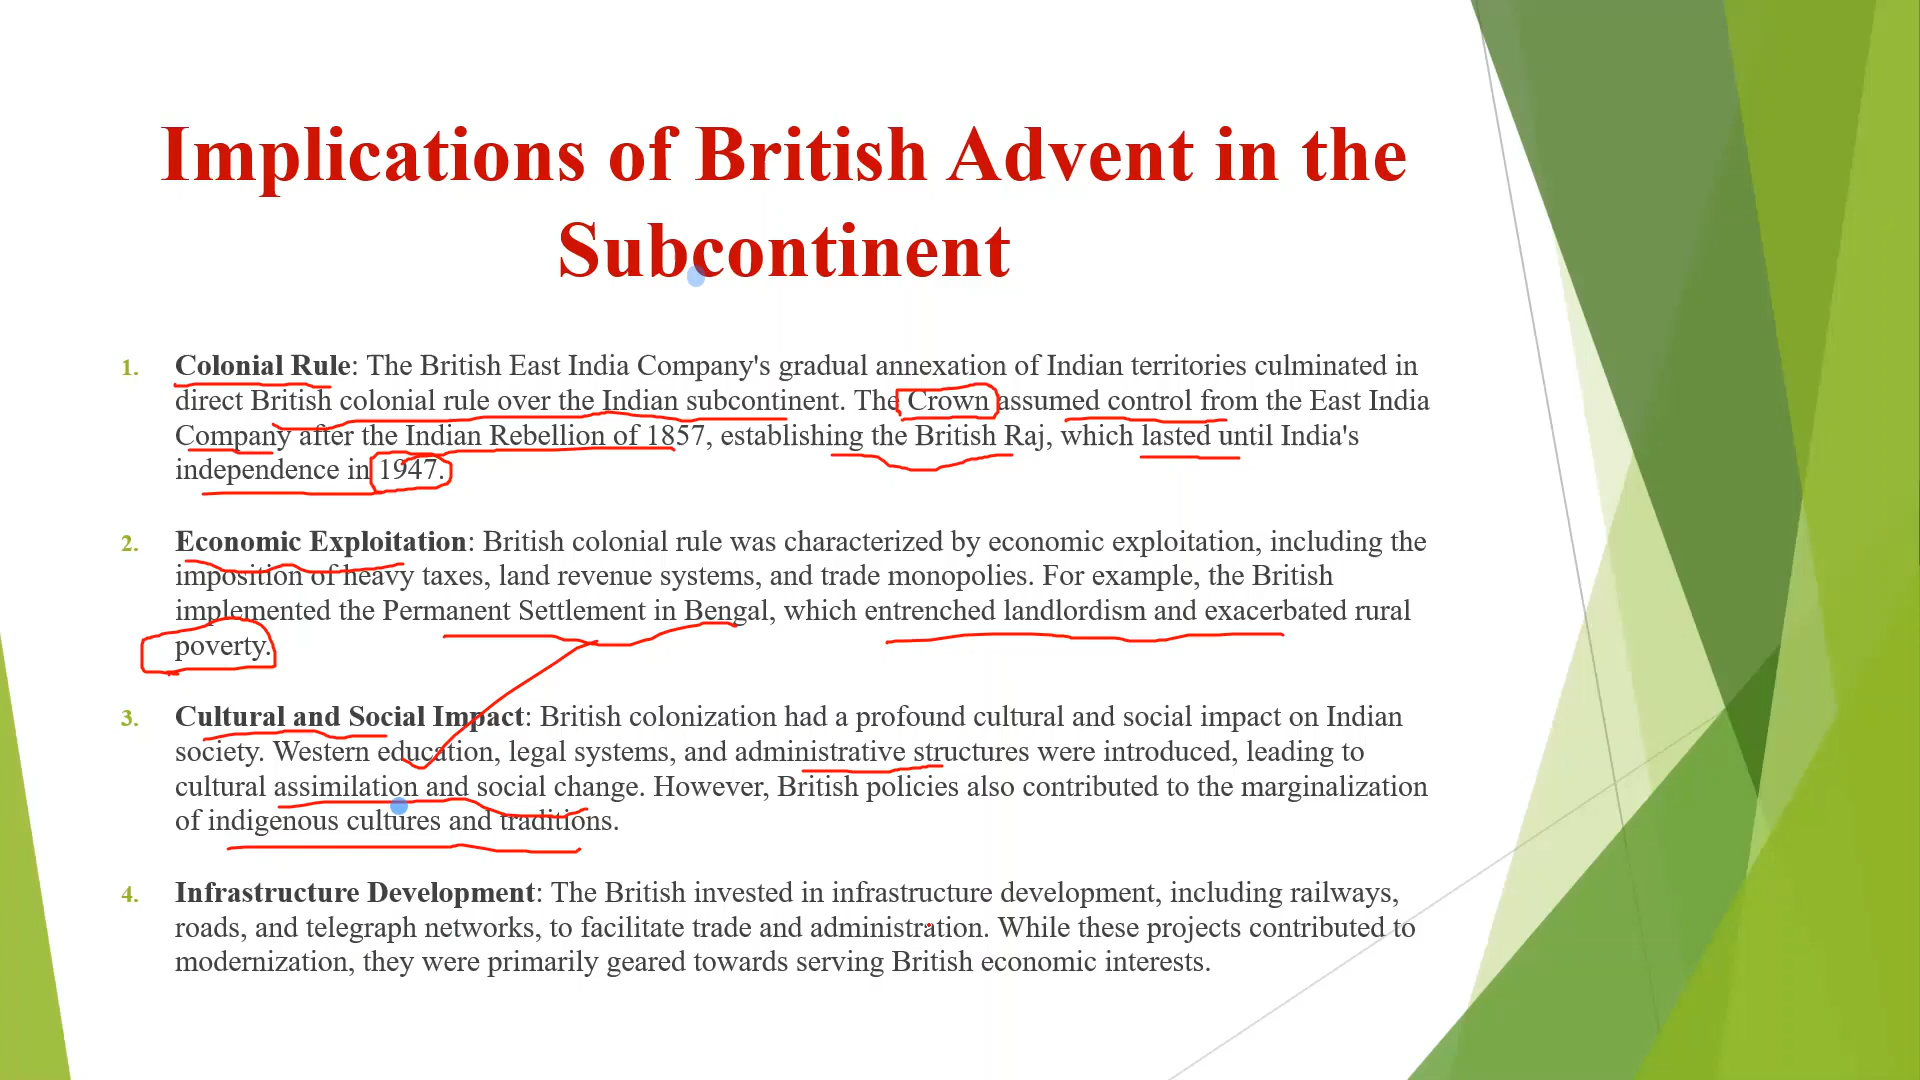 Implications of British Advent in the
Subcontinent
1. Colonial Rule: The British East India Company's gradual annexation of Indian territories culminated in
direct British colonial rule over the Indian subcontinent. The Crown assumed control from the East India
Company after the Indian Rebellion of 1857, establishing the British Raj, which lasted until India's
independence in 1947.
2. Economic Exploitation: British colonial rule was characterized by economic exploitation, including the
imposition of heavy taxes, land revenue systems, and trade monopolies. For example, the British
implemented the Permanent Settlement in Bengal, which entrenched landlordism and exacerbated rural
poverty.
3. Cultural and Social Impact: British colonization had a profound cultural and social impact on Indian
society. Western education, legal systems, and administrative structures were introduced, leading to
cultural assimilation and social change. However, British policies also contributed to the marginalization
of indigenous cultures and traditions.
4. Infrastructure Development: The British invested in infrastructure development, including railways,
roads, and telegraph networks, to facilitate trade and administration. While these projects contributed to
modernization, they were primarily geared towards serving British economic interests.